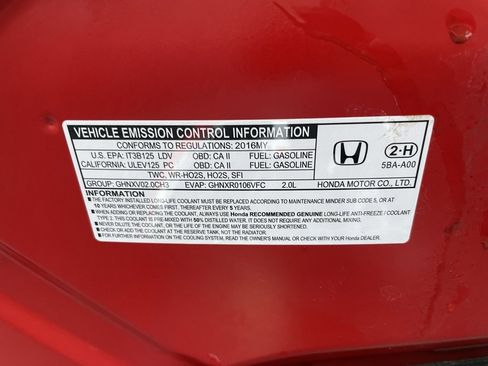 VEHICLE EMISSION CONTROL INFORMATION
CONFORMS TO REGULATIONS: 2016MY
U.S. EPA: IT3B125 LDV OBD: CA II FUEL: GASOLINE
CALIFORNIA: ULEV125 PC OBD: CA II FUEL: GASOLINE
TWC, WR-HO2S, HO2S, SFI
GROUP: GHNXV02.0CH3 EVAP: GHNXR0106VFC 2.0L
2-H
5BA-A00
HONDA MOTOR CO., LTD.
INFORMATION
■ THE FACTORY INSTALLED LONG-LIFE COOLANT MUST BE REPLACED ACCORDING TO MAINTENANCE MINDER SUB CODE 5, OR AT
10 YEARS WHICHEVER COMES FIRST. THEREAFTER REPLACE EVERY 5 YEARS.
■ WHEN ADDING OR REPLACING THE COOLANT, ALWAYS USE Honda RECOMMENDED GENUINE LONG-LIFE ANTI-FREEZE / COOLANT
TYPE 2. THIS COOLANT IS PRE-MIXED WITH 50% DISTILLED WATER AND DOES NOT REQUIRE ANY ADDITIONAL MIXING.
■ DO NOT ADD WATER, OR THE LIFE OF THE ENGINE MAY BE SERIOUSLY SHORTENED.
■ CHECK AND ADD COOLANT AT THE RESERVE TANK, NOT THE RADIATOR.
■ FOR FURTHER INFORMATION ON THE COOLING SYSTEM, READ THE OWNER'S MANUAL OR CHECK WITH YOUR Honda DEALER.